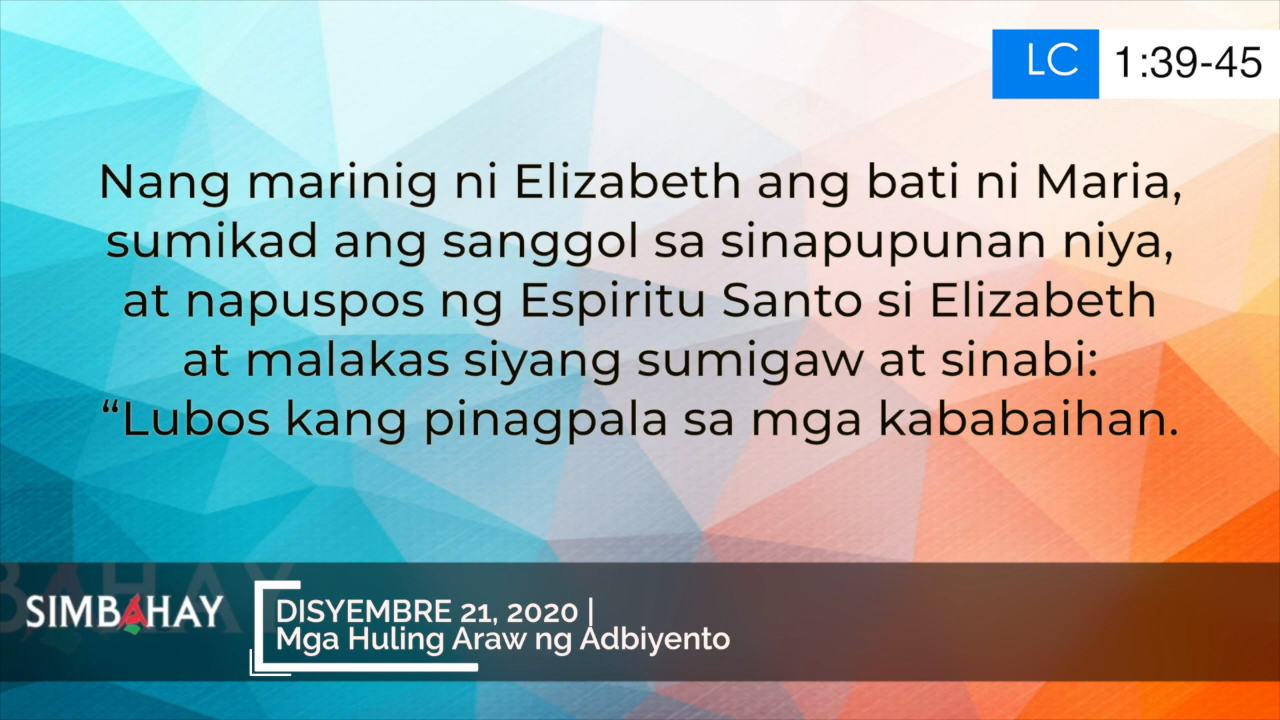 LC 1:39-45
Nang marinig ni Elizabeth ang bati ni Maria,
sumikad ang sanggol sa sinapupunan niya,
at napuspos ng Espiritu Santo si Elizabeth
at malakas siyang sumigaw at sinabi:
“Lubos kang pinagpala sa mga kababaihan.
SIMBAHAY
DISYEMBRE 21, 2020 |
Mga Huling Araw ng Adbiyento